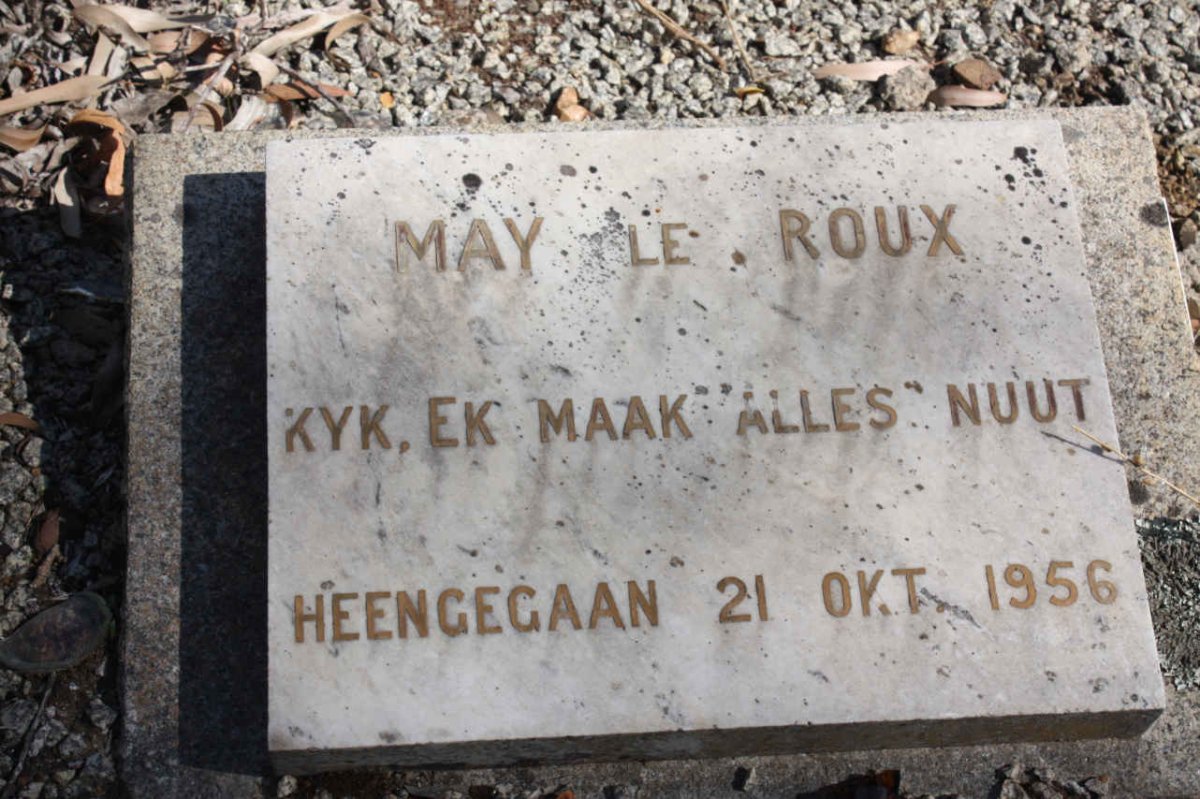 MAY LE ROUX
KYK, EK MAAK "ALLES" NUUT
HEENGEGAAN 21 OKT. 1956